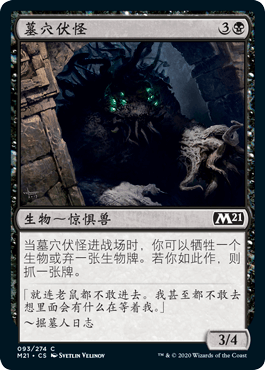 墓穴伏怪 3
生物～惊惧兽 M21
当墓穴伏怪进战场时，你可以牺牲一个
生物或弃一张生物牌。若你如此作，则
抓一张牌。
「就连老鼠都不敢进去。我甚至都不敢去
想里面会有什么在等着我。」
～掘墓人日志
3/4
093/274 C
M21 • CS SVETLIN VELINOV
™ & © 2020 Wizards of the Coast